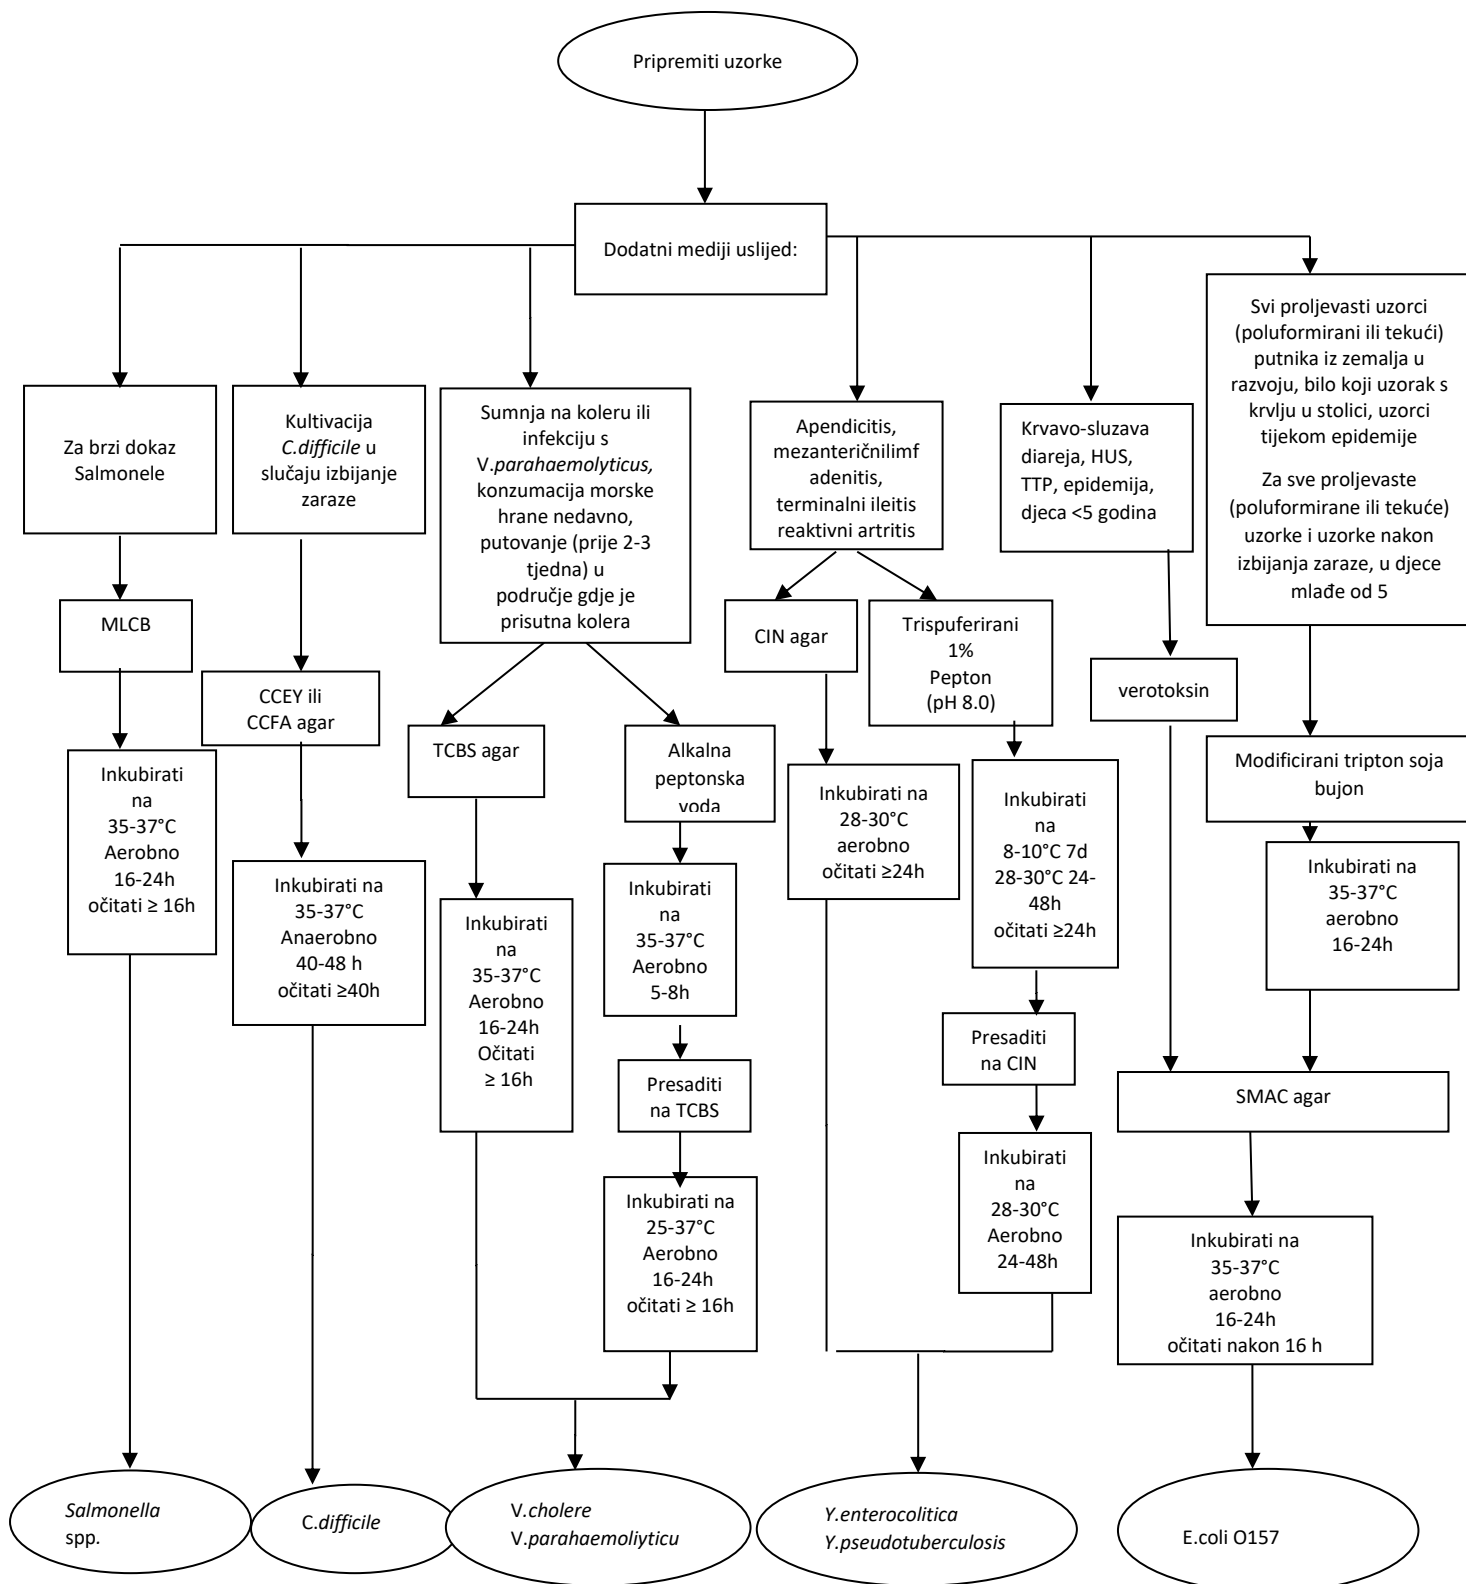 Pripremiti uzorke
Dodatni mediji uslijed:
Za brzi dokaz
Salmonele
MLCB
Inkubirati
na
35-37°C
Aerobno
16-24h
očitati ≥ 16h
Salmonella
spp.
Kultivacija
C.difficile u
slučaju izbijanje
zaraze
CCEY ili
CCFA agar
Inkubirati na
35-37°C
Anaerobno
40-48 h
očitati ≥40h
C.difficile
Sumnja na koleru ili
infekciju s
V.parahaemolyticus,
konzumacija morske
hrane nedavno,
putovanje (prije 2-3
tjedna) u
područje gdje je
prisutna kolera
TCBS agar
Inkubirati
na
35-37°C
Aerobno
16-24h
Očitati
≥ 16h
Alkalna
peptonska
voda
Inkubirati
na
35-37°C
Aerobno
5-8h
Presaditi
na TCBS
Inkubirati na
25-37°C
Aerobno
16-24h
očitati ≥ 16h
V.cholere
V.parahaemoliyticu
Apendicitis,
mezanteričnilimf
adenitis,
terminalni ileitis
reaktivni artritis
CIN agar
Inkubirati na
28-30°C
aerobno
očitati ≥24h
Trispuferirani
1%
Pepton
(pH 8.0)
Inkubirati
na
8-10°C 7d
28-30°C 24-
48h
očitati ≥24h
Presaditi
na CIN
Inkubirati
na
28-30°C
Aerobno
24-48h
Y.enterocolitica
Y.pseudotuberculosis
Krvavo-sluzava
diareja, HUS,
TTP, epidemija,
djeca <5 godina
verotoksin
Svi proljevasti uzorci
(poluformirani ili tekući)
putnika iz zemalja u
razvoju, bilo koji uzorak s
krvlju u stolici, uzorci
tijekom epidemije
Za sve proljevaste
(poluformirane ili tekuće)
uzorke i uzorke nakon
izbijanja zaraze, u djece
mlađe od 5
Modificirani tripton soja
bujon
Inkubirati na
35-37°C
aerobno
16-24h
SMAC agar
Inkubirati na
35-37°C
aerobno
16-24h
očitati nakon 16 h
E.coli O157